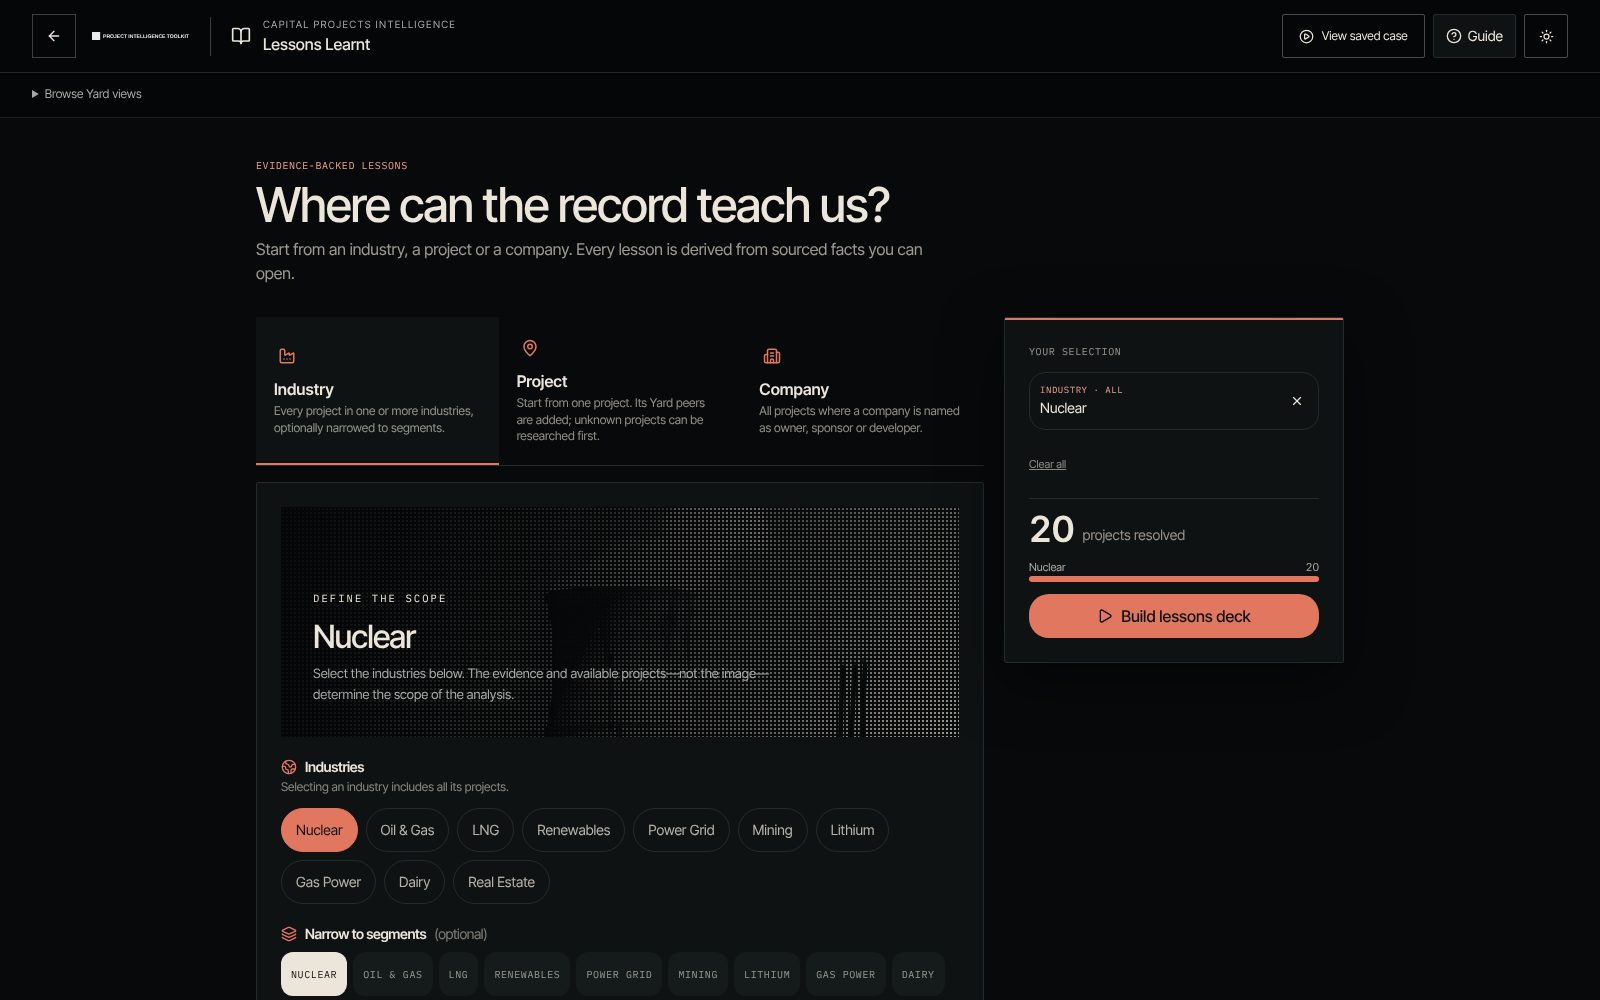 PROJECT INTELLIGENCE TOOLKIT
CAPITAL PROJECTS INTELLIGENCE
Lessons Learnt
View saved case
Guide
Browse Yard views
EVIDENCE-BACKED LESSONS
Where can the record teach us?
Start from an industry, a project or a company. Every lesson is derived from sourced facts you can
open.
Industry
Every project in one or more industries,
optionally narrowed to segments.
Project
Start from one project. Its Yard peers
are added; unknown projects can be
researched first.
Company
All projects where a company is named
as owner, sponsor or developer.
YOUR SELECTION
INDUSTRY · ALL
Nuclear
Clear all
20 projects resolved
Nuclear 20
Build lessons deck
DEFINE THE SCOPE
Nuclear
Select the industries below. The evidence and available projects—not the image—
determine the scope of the analysis.
Industries
Selecting an industry includes all its projects.
Nuclear Oil & Gas LNG Renewables Power Grid Mining Lithium
Gas Power Dairy Real Estate
Narrow to segments (optional)
NUCLEAR OIL & GAS LNG RENEWABLES POWER GRID MINING LITHIUM GAS POWER DAIRY